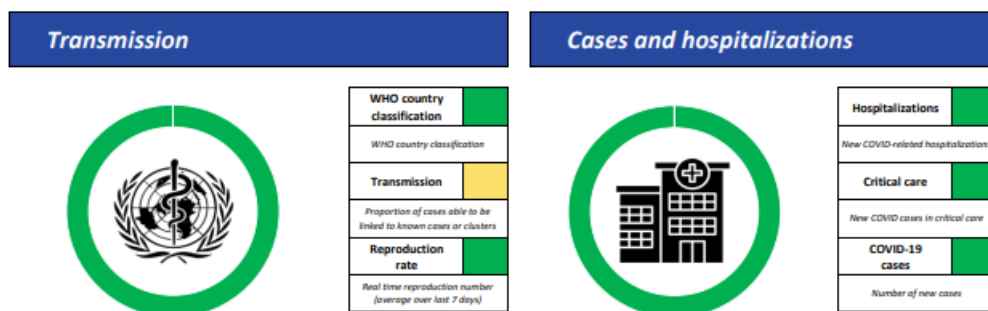 Transmission
WHO country
classification
WHO country classification
Transmission
Proportion of cases able to be
linked to known cases or clusters
Reproduction
rate
Real time reproduction number
(average over last 7 days)
Cases and hospitalizations
Hospitalizations
New COVID-related hospitalizations
Critical care
New COVID cases in critical care
COVID-19
cases
Number of new cases